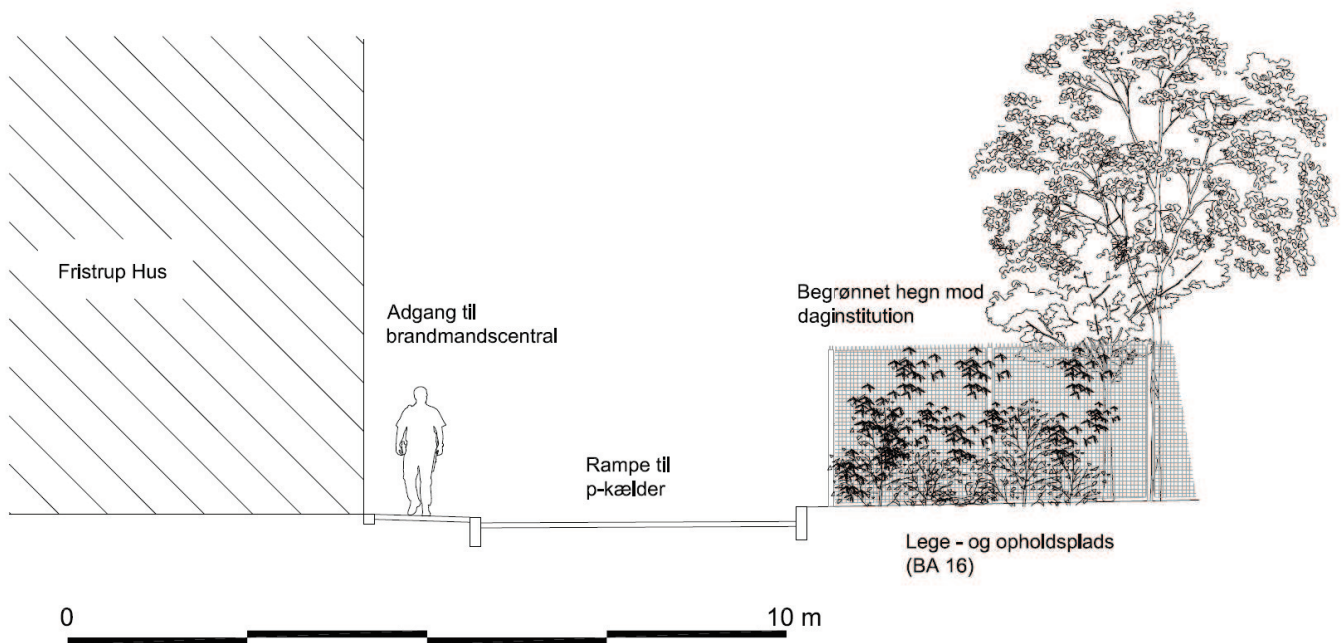 Fristrup Hus
Adgang til
brandmandscentral
Begrønnet hegn mod
daginstitution
Rampe til
p-kælder
Lege - og opholdsplads
(BA 16)
0
10 m